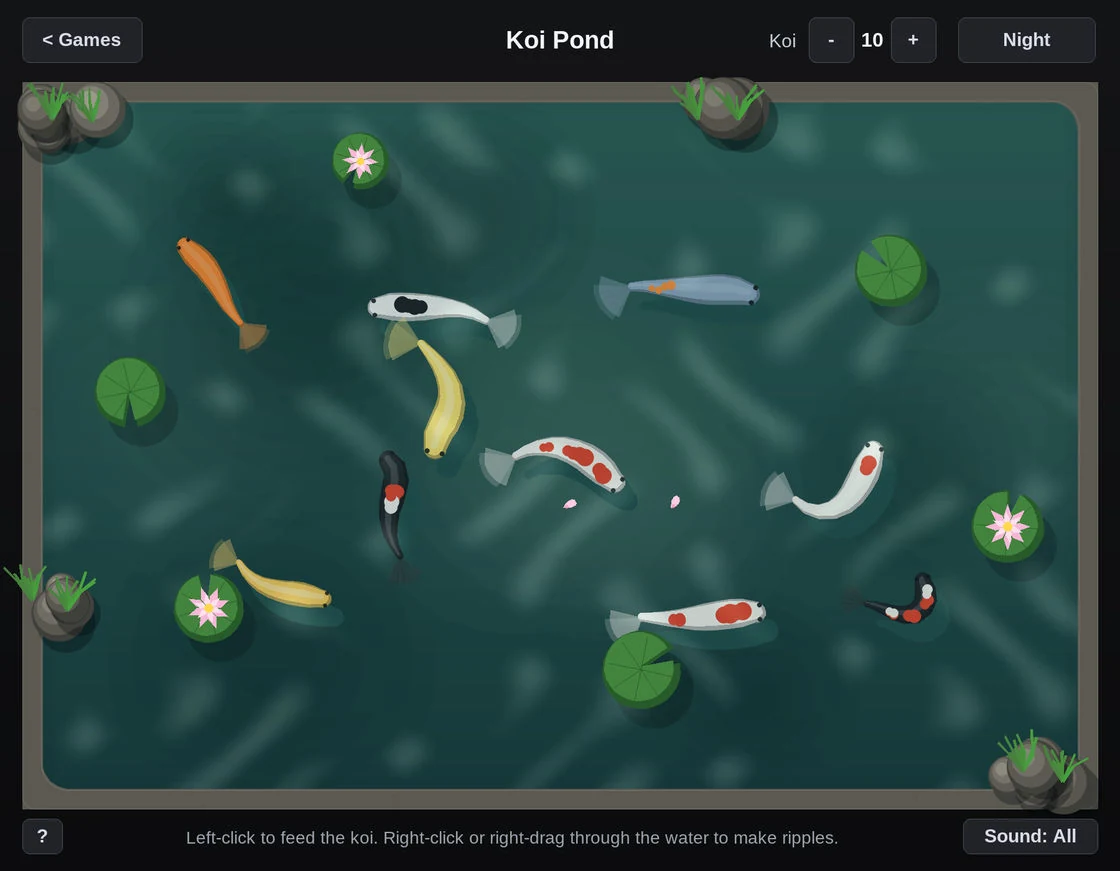 < Games
Koi Pond
Koi
-
10
+
Night
?
Left-click to feed the koi. Right-click or right-drag through the water to make ripples.
Sound: All